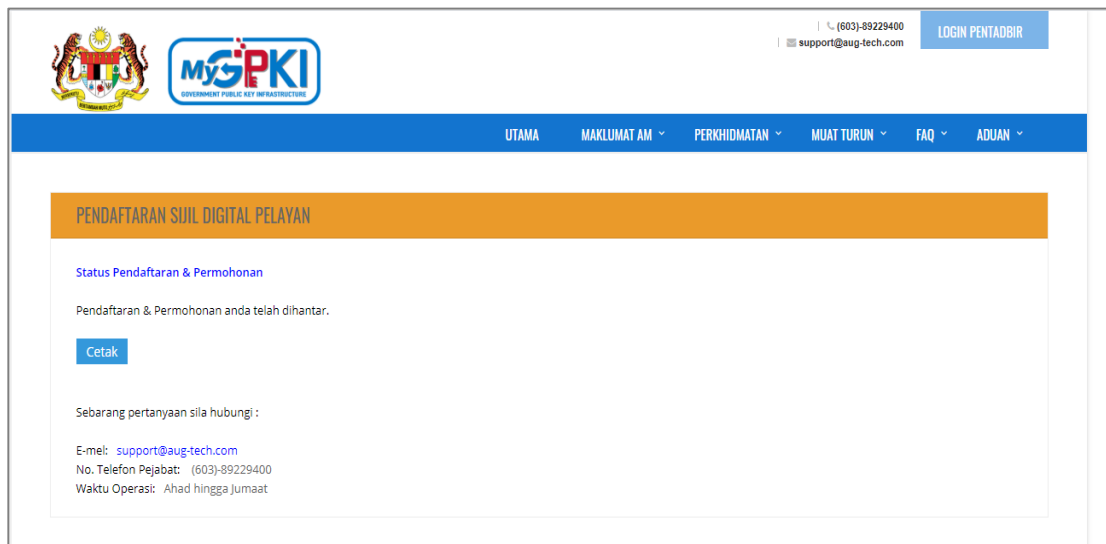 (603)-89229400
support@aug-tech.com
LOGIN PENTADBIR
MyGPKI
GOVERNMENT PUBLIC KEY INFRASTRUCTURE
UTAMA MAKLUMAT AM PERKHIDMATAN MUAT TURUN FAQ ADUAN
PENDAFTARAN SIJIL DIGITAL PELAYAN
Status Pendaftaran & Permohonan
Pendaftaran & Permohonan anda telah dihantar.
Cetak
Sebarang pertanyaan sila hubungi :
E-mel: support@aug-tech.com
No. Telefon Pejabat: (603)-89229400
Waktu Operasi: Ahad hingga Jumaat